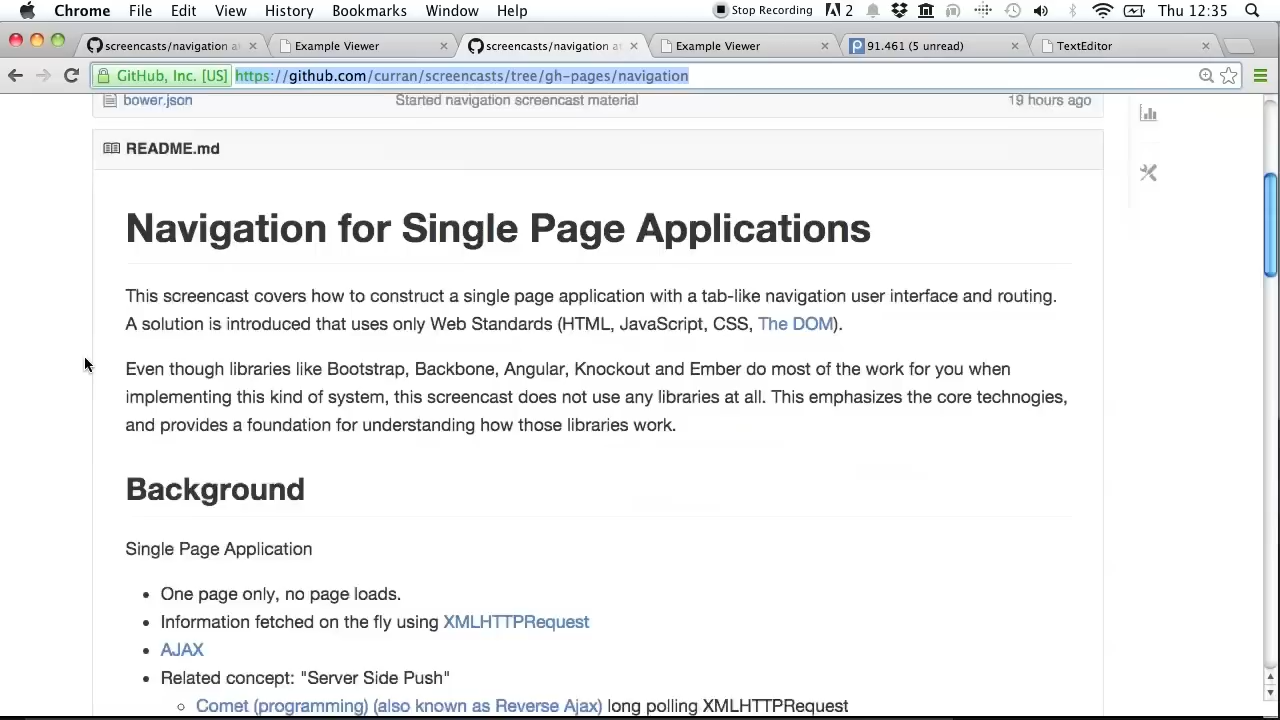 Chrome File Edit View History Bookmarks Window Help Stop Recording 2 Thu 12:35
screencasts/navigation a Example Viewer screencasts/navigation at Example Viewer 91.461 (5 unread) TextEditor
GitHub, Inc. [US] https://github.com/curran/screencasts/tree/gh-pages/navigation
bower.json Started navigation screencast material 19 hours ago
README.md
Navigation for Single Page Applications
This screencast covers how to construct a single page application with a tab-like navigation user interface and routing.
A solution is introduced that uses only Web Standards (HTML, JavaScript, CSS, The DOM).
Even though libraries like Bootstrap, Backbone, Angular, Knockout and Ember do most of the work for you when
implementing this kind of system, this screencast does not use any libraries at all. This emphasizes the core technogies,
and provides a foundation for understanding how those libraries work.
Background
Single Page Application
• One page only, no page loads.
• Information fetched on the fly using XMLHTTPRequest
• AJAX
• Related concept: "Server Side Push"
◦ Comet (programming) (also known as Reverse Ajax) long polling XMLHTTPRequest